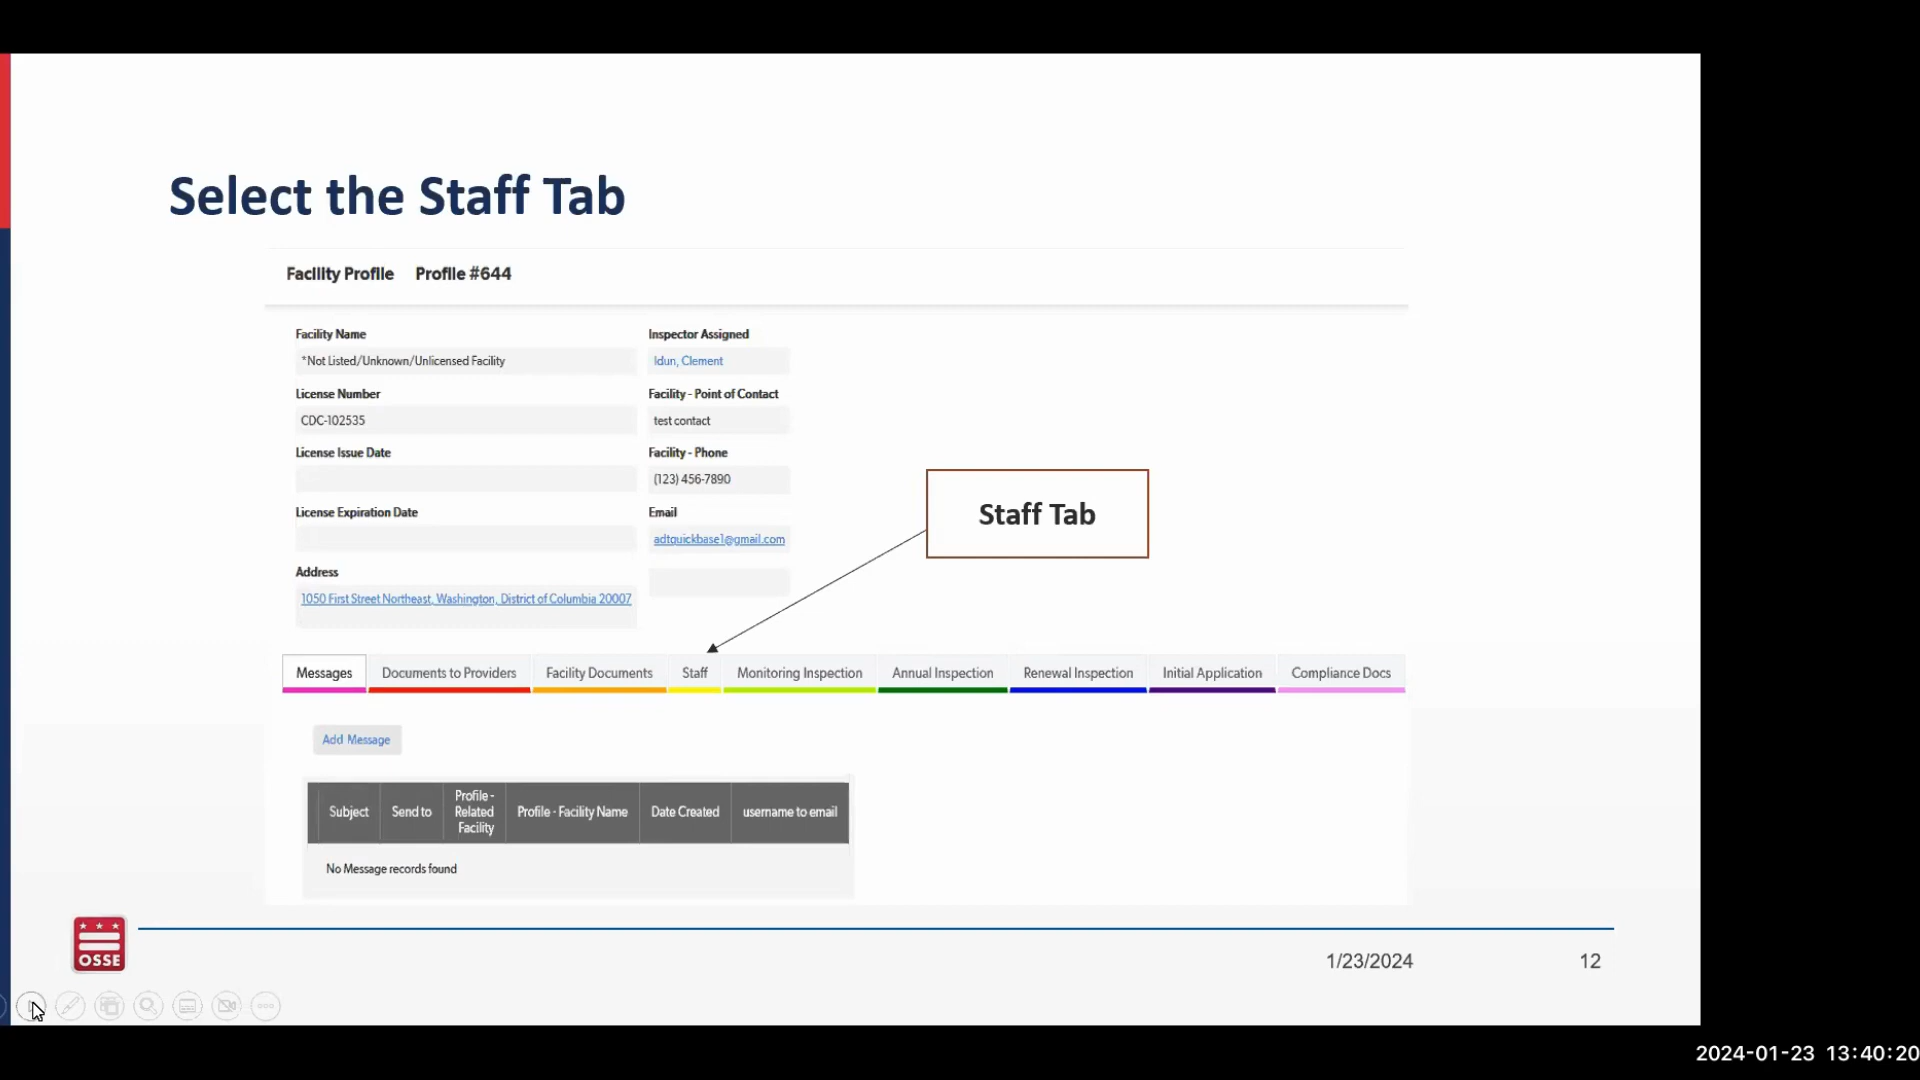 Select the Staff Tab
Facility Profile Profile #644
Facility Name
*Not Listed/Unknown/Unlicensed Facility
Inspector Assigned
Idun, Clement
License Number
CDC-102535
Facility - Point of Contact
test contact
License Issue Date
Facility - Phone
(123) 456-7890
License Expiration Date
Email
adtquickbase1@gmail.com
Address
1050 First Street Northeast, Washington, District of Columbia 20007
Staff Tab
Messages Documents to Providers Facility Documents Staff Monitoring Inspection Annual Inspection Renewal Inspection Initial Application Compliance Docs
Add Message
Subject Send to Profile - Related Facility Profile - Facility Name Date Created username to email
No Message records found
OSSE
1/23/2024 12
2024-01-23 13:40:20